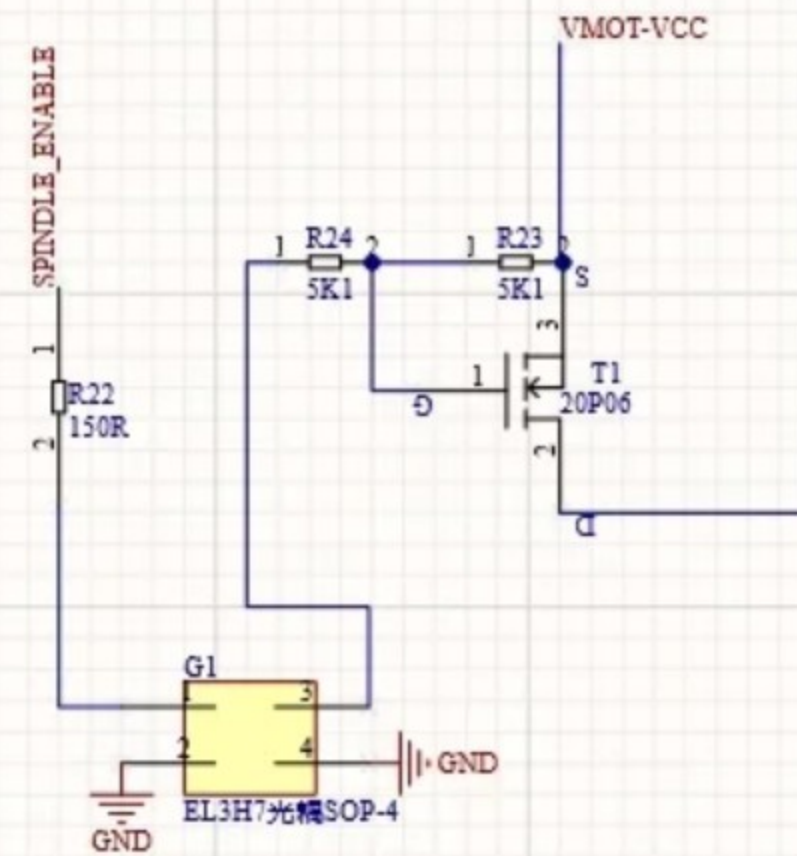 VMOT-VCC
SPINDLE_ENABLE
1 R24 2 1 R23 2
5K1 5K1 S
3
1 T1
20P06
G
1
R22
150R
2
2
D
G1
1 3
2 4
GND
EL3H7光耦SOP-4
GND